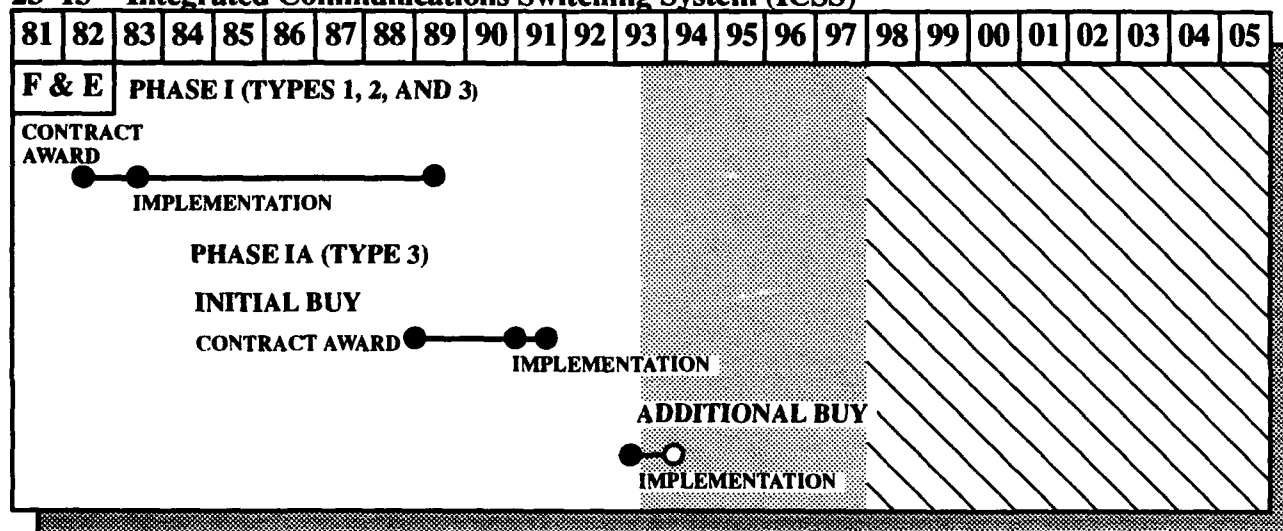 Integrated Communications Switching System (ICSS)
81 82 83 84 85 86 87 88 89 90 91 92 93 94 95 96 97 98 99 00 01 02 03 04 05
F & E PHASE I (TYPES 1, 2, AND 3)
CONTRACT
AWARD
IMPLEMENTATION
PHASE IA (TYPE 3)
INITIAL BUY
CONTRACT AWARD
IMPLEMENTATION
ADDITIONAL BUY
IMPLEMENTATION